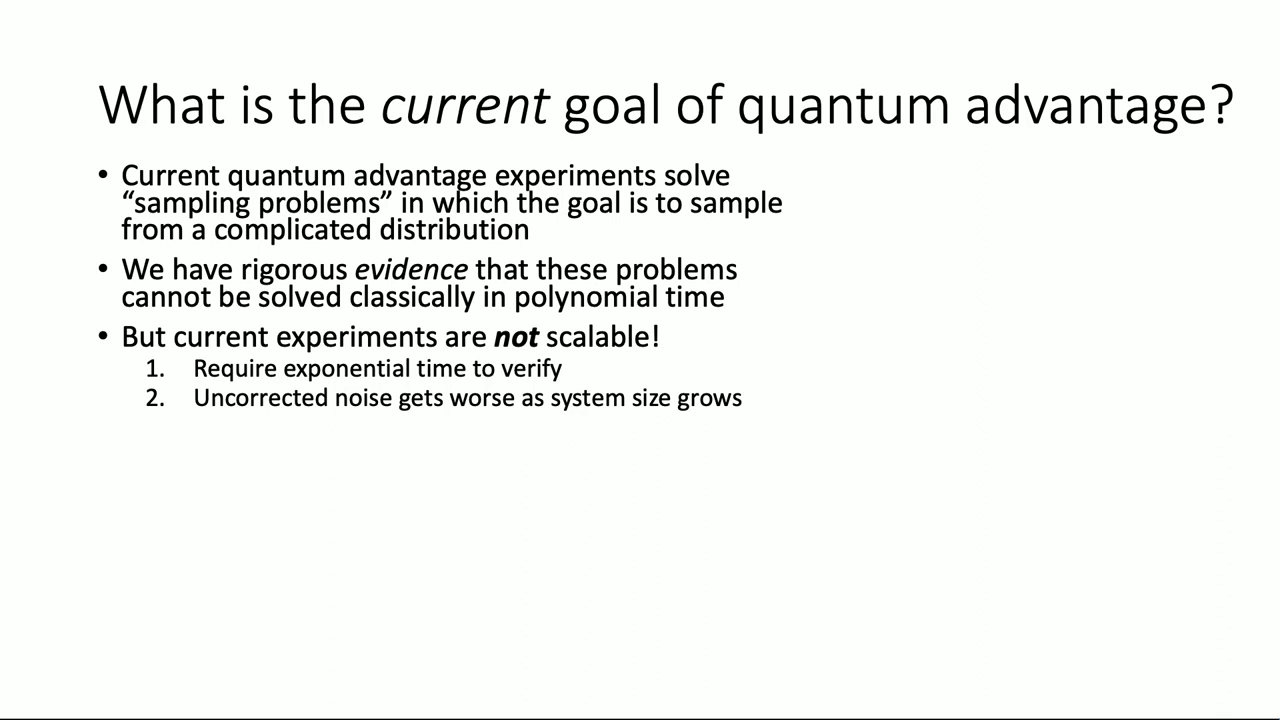 What is the current goal of quantum advantage?
• Current quantum advantage experiments solve
“sampling problems” in which the goal is to sample
from a complicated distribution
• We have rigorous evidence that these problems
cannot be solved classically in polynomial time
• But current experiments are not scalable!
1. Require exponential time to verify
2. Uncorrected noise gets worse as system size grows